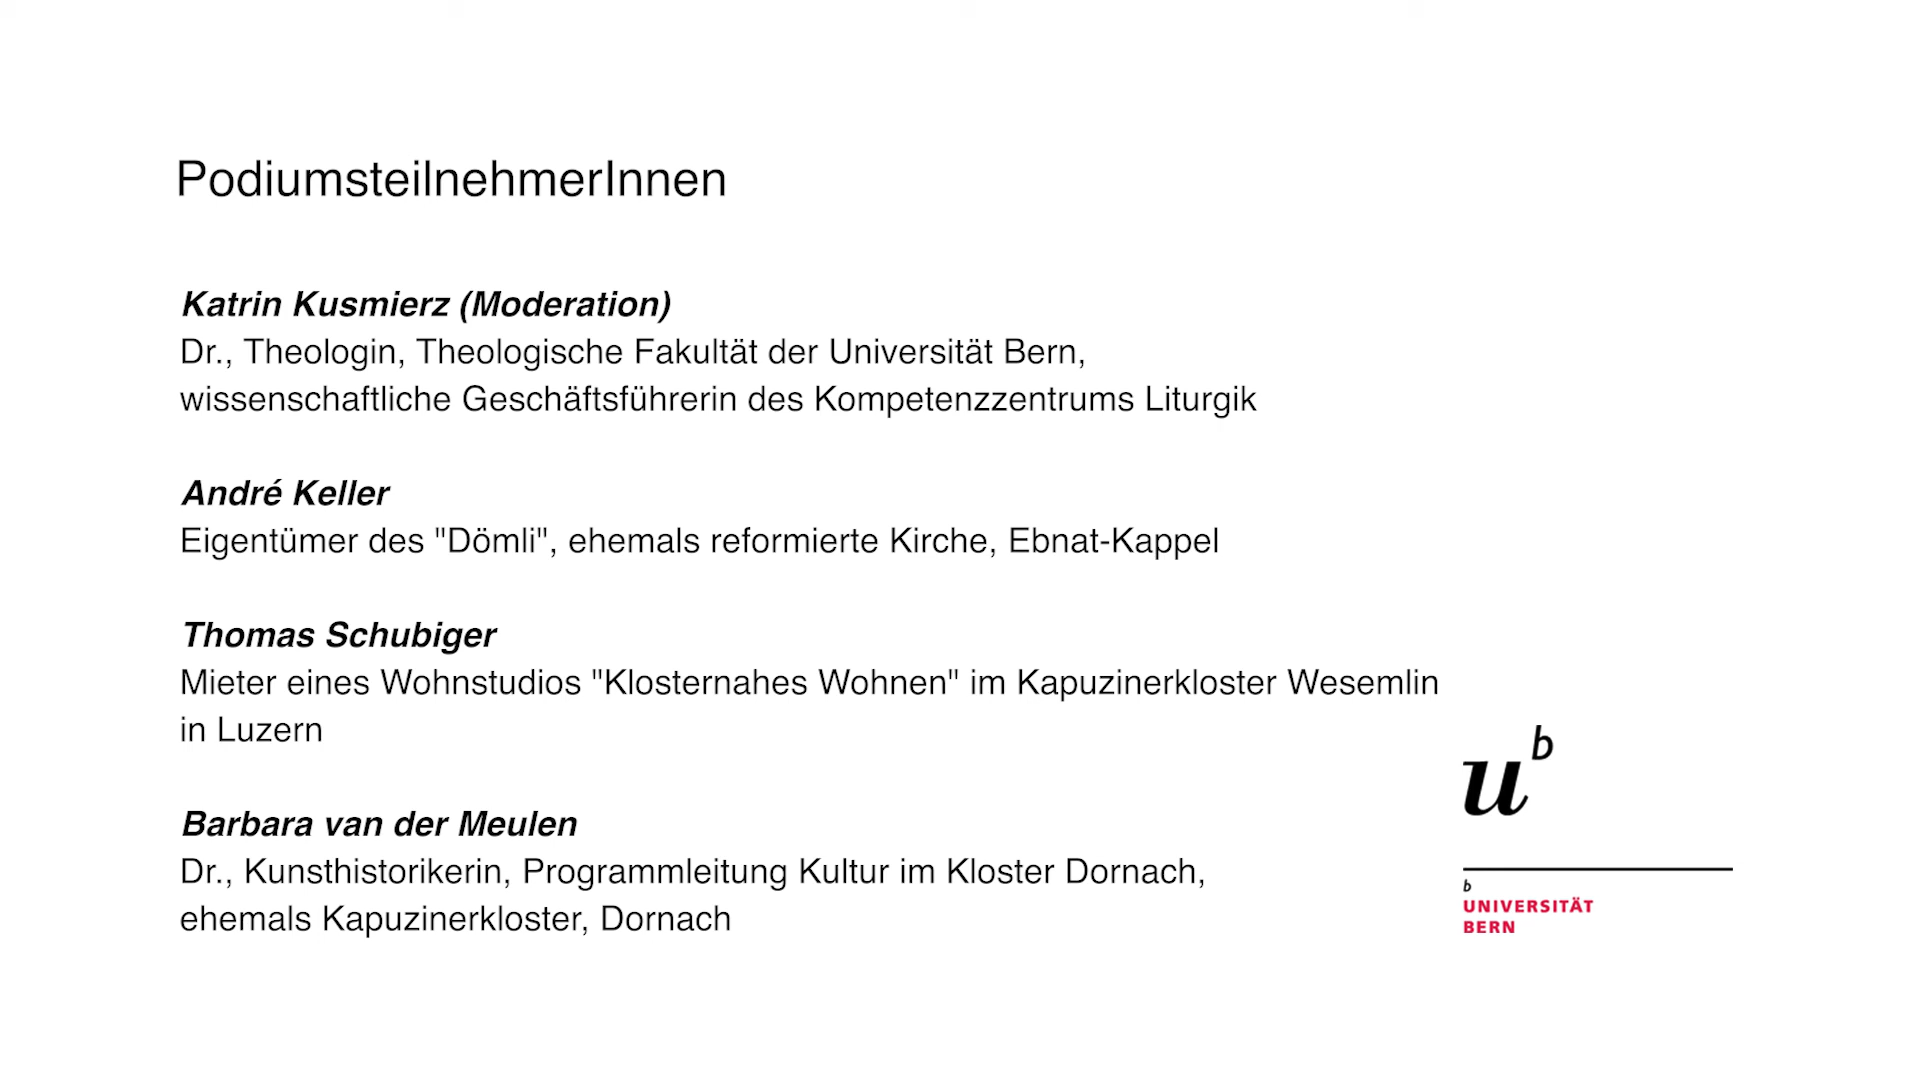 PodiumsteilnehmerInnen
Katrin Kusmierz (Moderation)
Dr., Theologin, Theologische Fakultät der Universität Bern,
wissenschaftliche Geschäftsführerin des Kompetenzzentrums Liturgik
André Keller
Eigentümer des "Dömli", ehemals reformierte Kirche, Ebnat-Kappel
Thomas Schubiger
Mieter eines Wohnstudios "Klosternahes Wohnen" im Kapuzinerkloster Wesemlin
in Luzern
Barbara van der Meulen
Dr., Kunsthistorikerin, Programmleitung Kultur im Kloster Dornach,
ehemals Kapuzinerkloster, Dornach
u b
b
UNIVERSITÄT
BERN